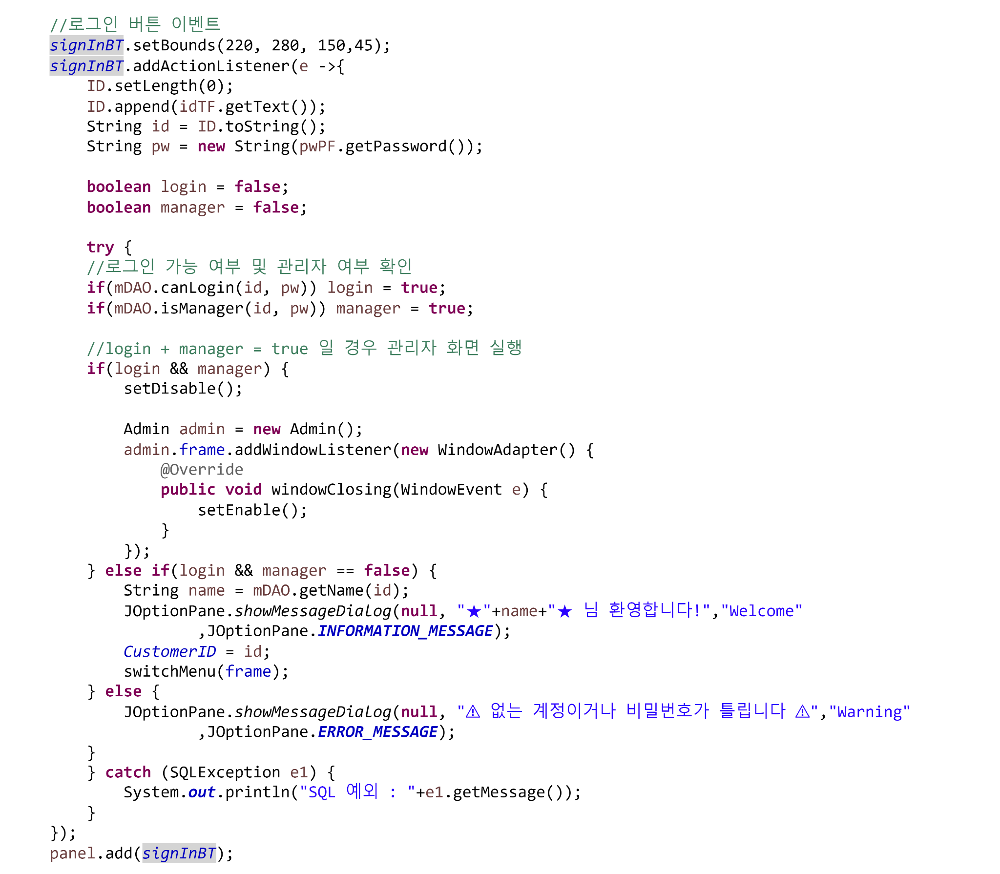 //로그인 버튼 이벤트
signInBT.setBounds(220, 280, 150,45);
signInBT.addActionListener(e ->{
    ID.setLength(0);
    ID.append(idTF.getText());
    String id = ID.toString();
    String pw = new String(pwPF.getPassword());

    boolean login = false;
    boolean manager = false;

    try {
    //로그인 가능 여부 및 관리자 여부 확인
    if(mDAO.canLogin(id, pw)) login = true;
    if(mDAO.isManager(id, pw)) manager = true;

    //login + manager = true 일 경우 관리자 화면 실행
    if(login && manager) {
        setDisable();

        Admin admin = new Admin();
        admin.frame.addWindowListener(new WindowAdapter() {
            @Override
            public void windowClosing(WindowEvent e) {
                setEnable();
            }
        });
    } else if(login && manager == false) {
        String name = mDAO.getName(id);
        JOptionPane.showMessageDialog(null, "★"+name+"★ 님 환영합니다!","Welcome"
                ,JOptionPane.INFORMATION_MESSAGE);
        CustomerID = id;
        switchMenu(frame);
    } else {
        JOptionPane.showMessageDialog(null, "⚠ 없는 계정이거나 비밀번호가 틀립니다 ⚠","Warning"
                ,JOptionPane.ERROR_MESSAGE);
    }
    } catch (SQLException e1) {
        System.out.println("SQL 예외 : "+e1.getMessage());
    }
});
panel.add(signInBT);